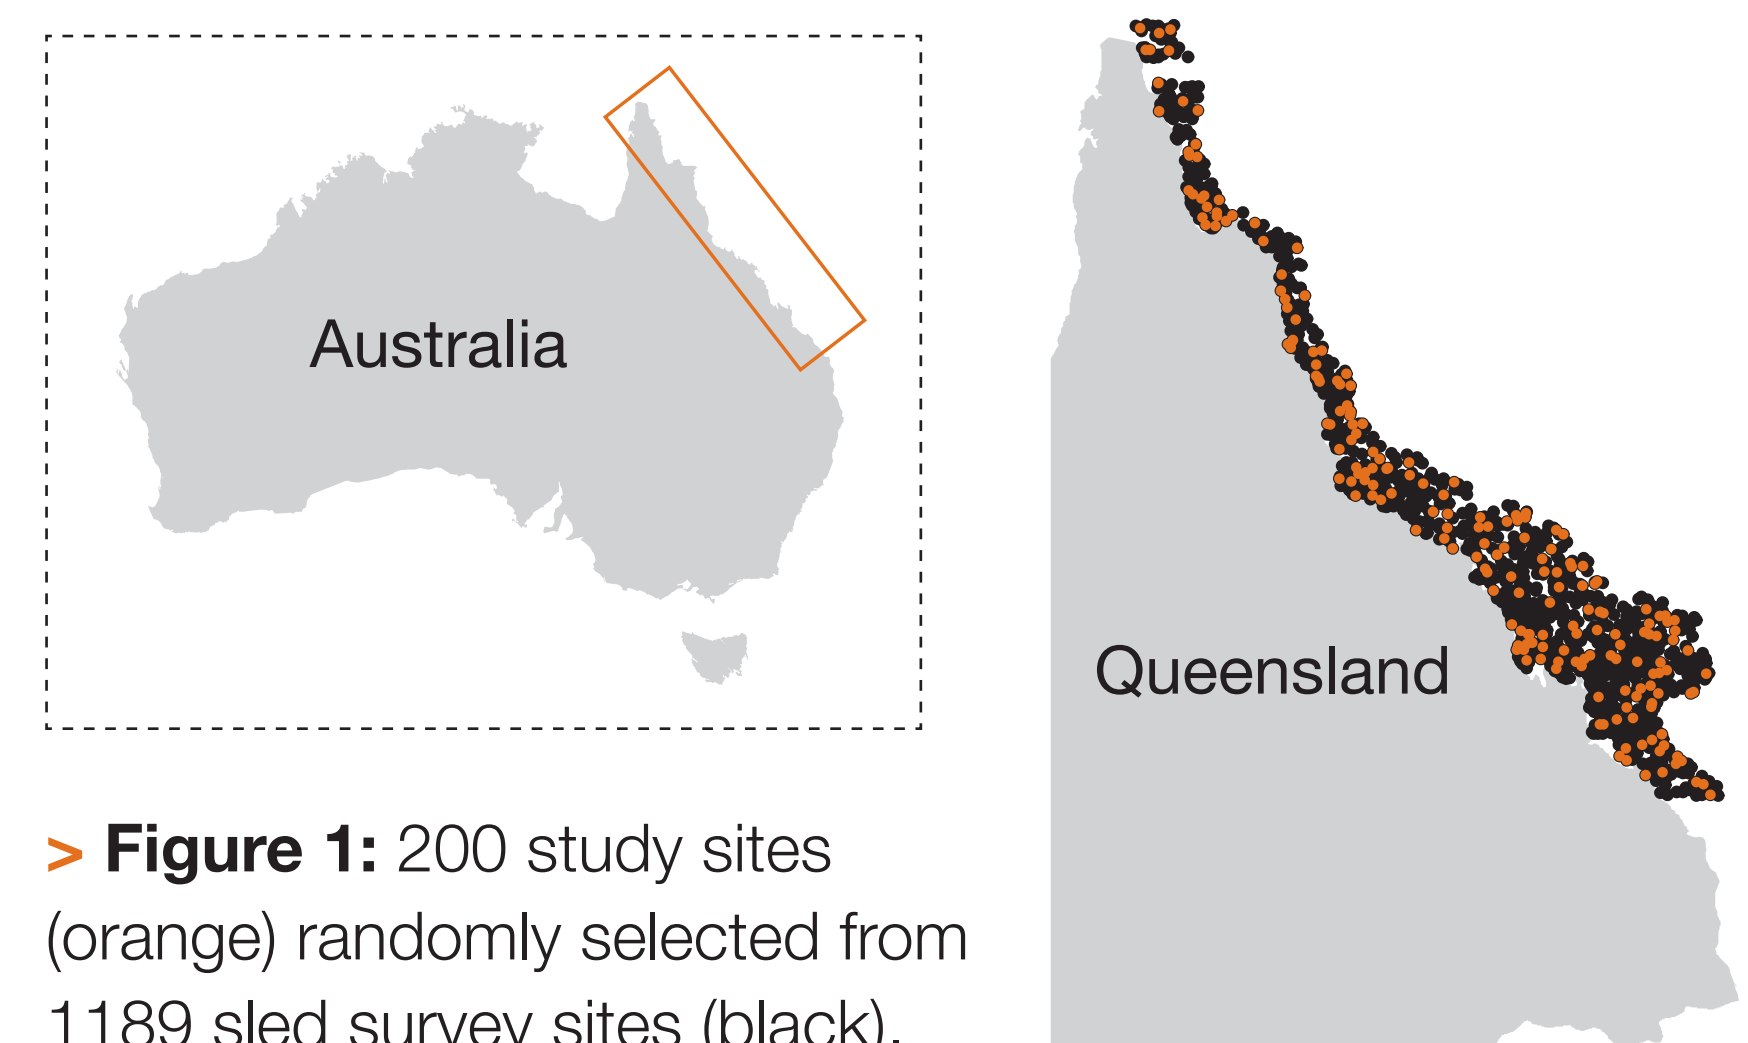 Australia
Queensland
> Figure 1: 200 study sites
(orange) randomly selected from
1189 sled survey sites (black).